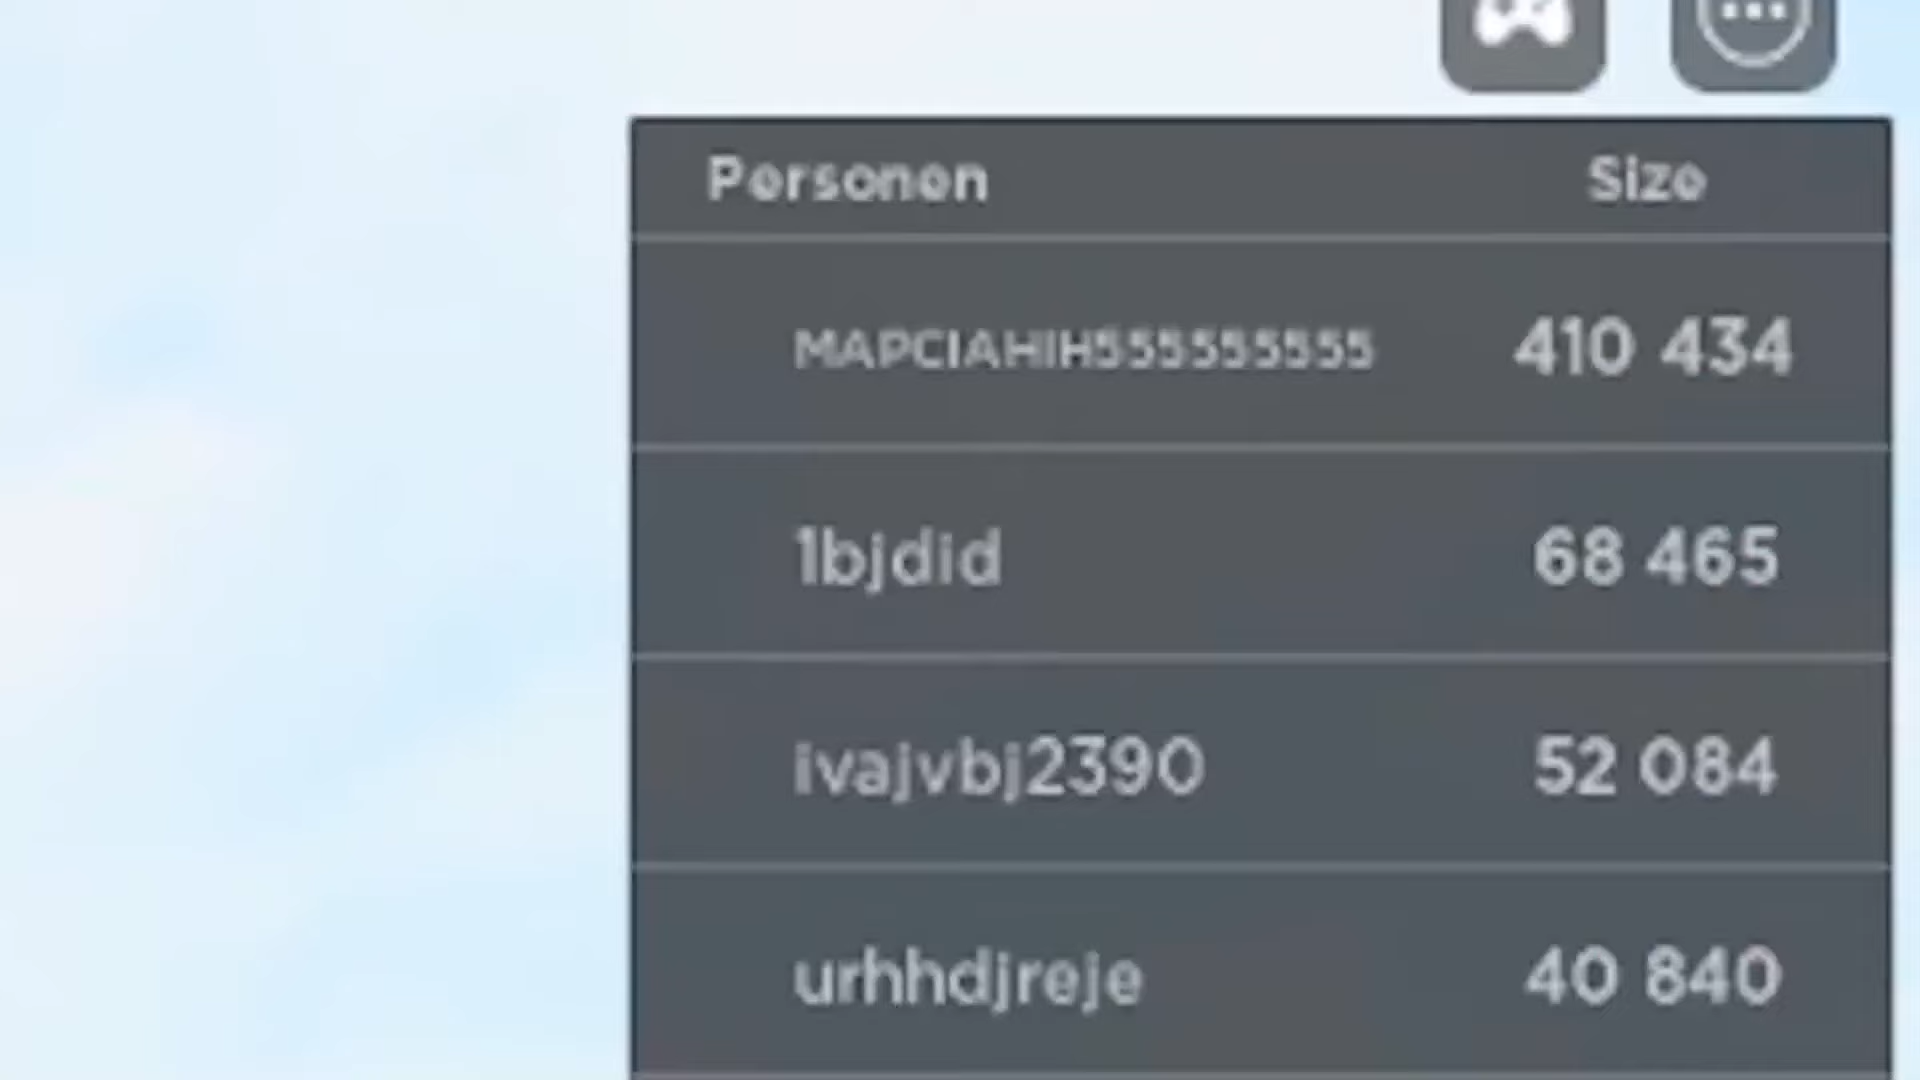 Personen Size
MAPCIAHIH555555555 410 434
1bjdid 68 465
ivajvbj2390 52 084
urhhdjreje 40 840